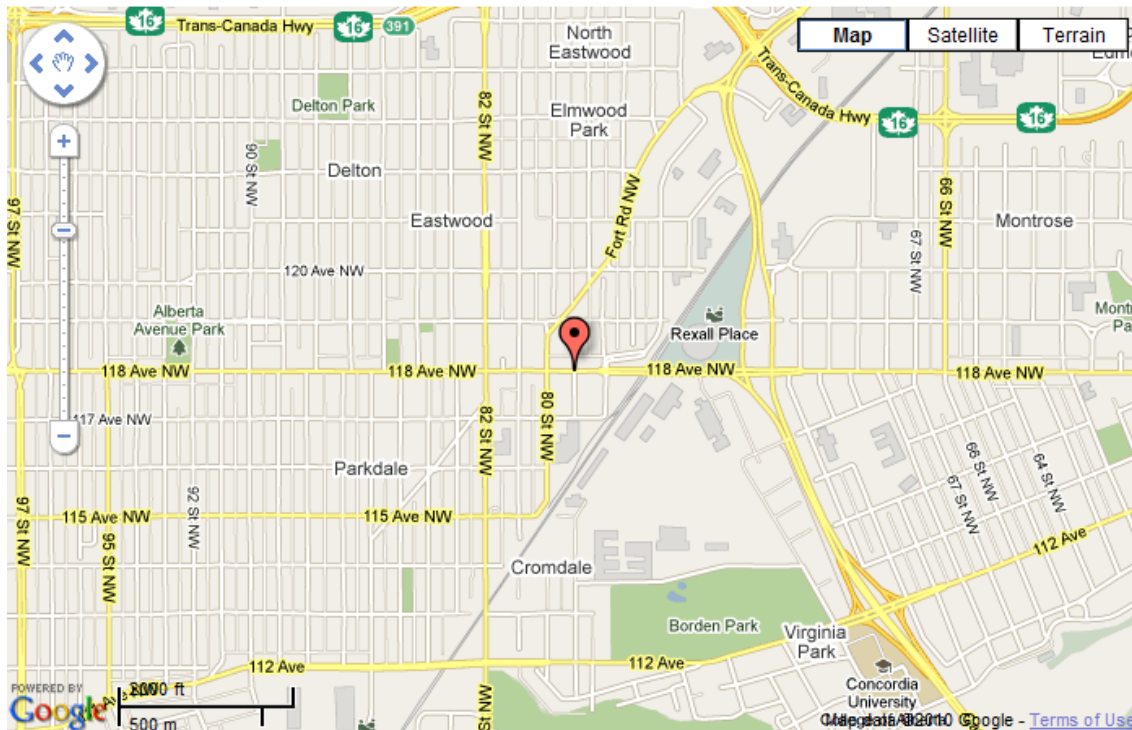 16
Trans-Canada Hwy
16
391
North
Eastwood
Map
Satellite
Terrain
Trans-Canada Hwy
16
16
Delton Park
82 St NW
Elmwood
Park
90 St NW
Delton
97 St NW
Eastwood
Fort Rd NW
66 St NW
67 St NW
Montrose
120 Ave NW
Alberta
Avenue Park
Rexall Place
118 Ave NW
118 Ave NW
118 Ave NW
118 Ave NW
117 Ave NW
82 St NW
80 St NW
Parkdale
66 St NW
64 St NW
67 St NW
92 St NW
97 St NW
115 Ave NW
115 Ave NW
95 St NW
112 Ave
Cromdale
Borden Park
Virginia
Park
112 Ave
112 Ave
Concordia
University
POWERED BY
Google
2000 ft
500 m
Map data ©2010 Google - Terms of Use